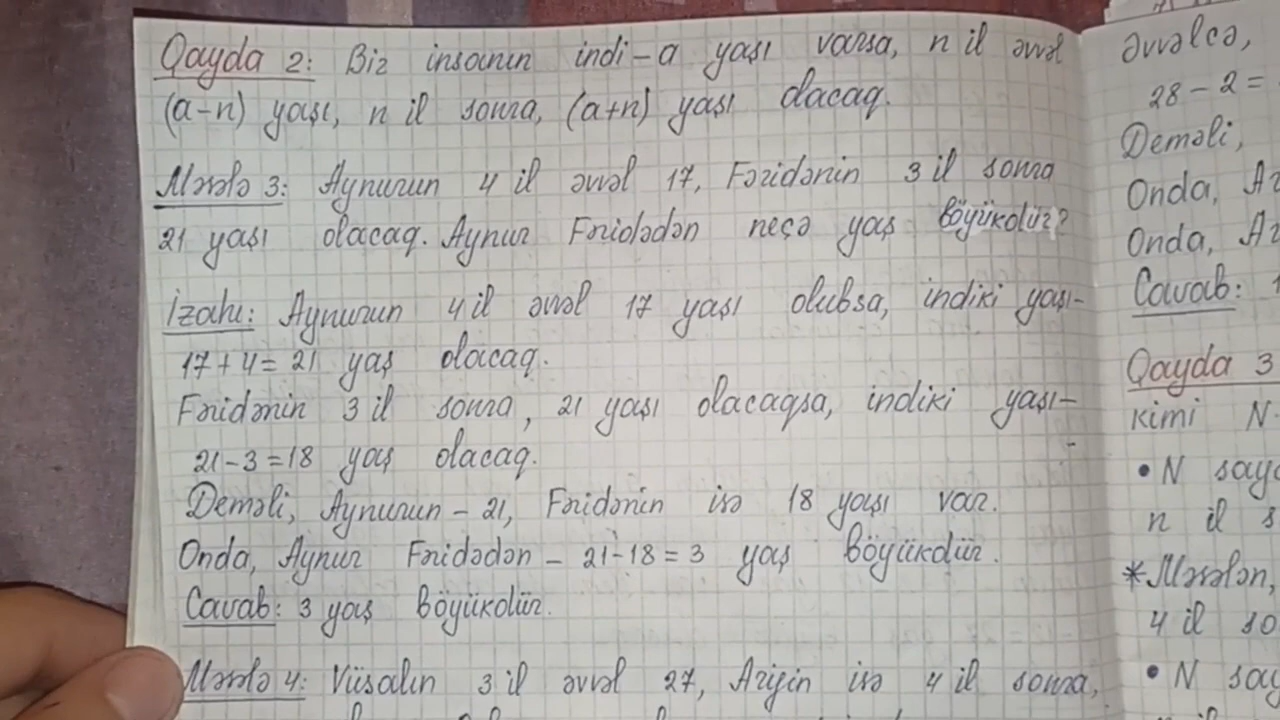 Qayda 2: Bir insanın indi-a yaşı varsa, n il əvvəl
(a-n) yaşı, n il sonra, (a+n) yaşı olacaq.
Məsələ 3: Aynurun 4 il əvvəl 17, Fəridənin 3 il sonra
21 yaşı olacaq. Aynur Fəridədən neçə yaş böyükdür?
İzahı: Aynurun 4 il əvvəl 17 yaşı olubsa, indiki yaşı-
17+4=21 yaş olacaq.
Fəridənin 3 il sonra, 21 yaşı olacaqsa, indiki yaşı-
21-3=18 yaş olacaq.
Deməli, Aynurun - 21, Fəridənin isə 18 yaşı var.
Onda, Aynur Fəridədən - 21-18=3 yaş böyükdür.
Cavab: 3 yaş böyükdür.
Məsələ 4: Vüsalın 3 il əvvəl 27, isə 4 il sonra,
Əvvəlcə,
28-2=
Deməli,
Onda,
Onda,
Cavab:
Qayda 3
kimi N
• N
n il
*Məsələn,
4 il
• N